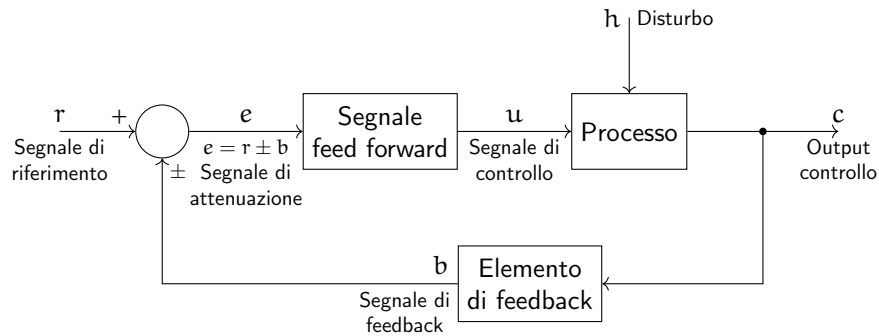 h Disturbo
r
+
Segnale di
riferimento
e
e = r ± b
Segnale di
attenuazione
±
Segnale
feed forward
u
Segnale di
controllo
Processo
c
Output
controllo
b
Segnale di
feedback
Elemento
di feedback